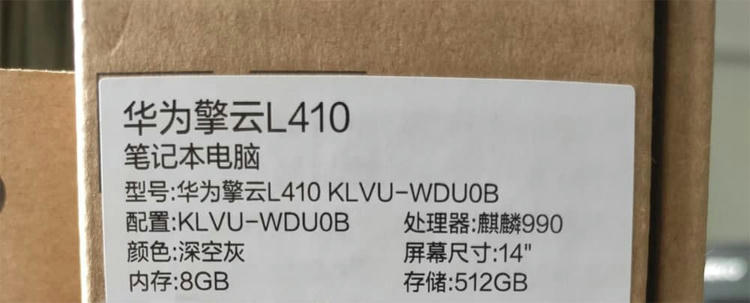 华为擎云L410
笔记本电脑
型号:华为擎云L410 KLVU-WDU0B
配置:KLVU-WDU0B 处理器:麒麟990
颜色:深空灰 屏幕尺寸:14"
内存:8GB 存储:512GB